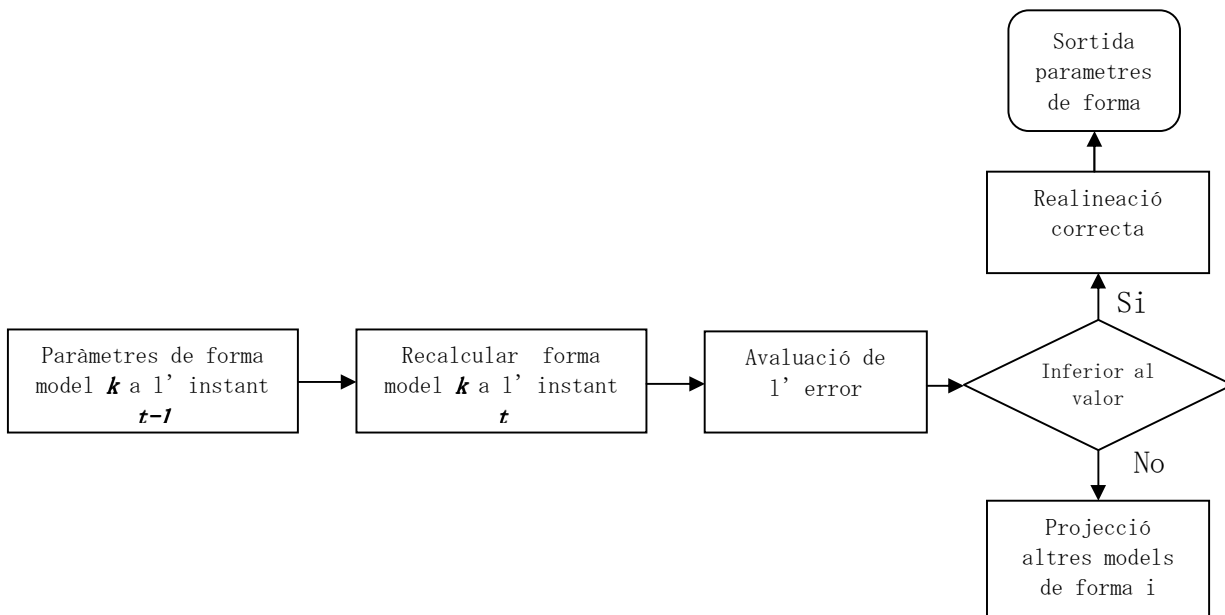 Sortida
parametres
de forma
Realineació
correcta
Si
Paràmetres de forma
model k a l' instant
t-1
Recalcular forma
model k a l' instant
t
Avaluació de
l' error
Inferior al
valor
No
Projecció
altres models
de forma i